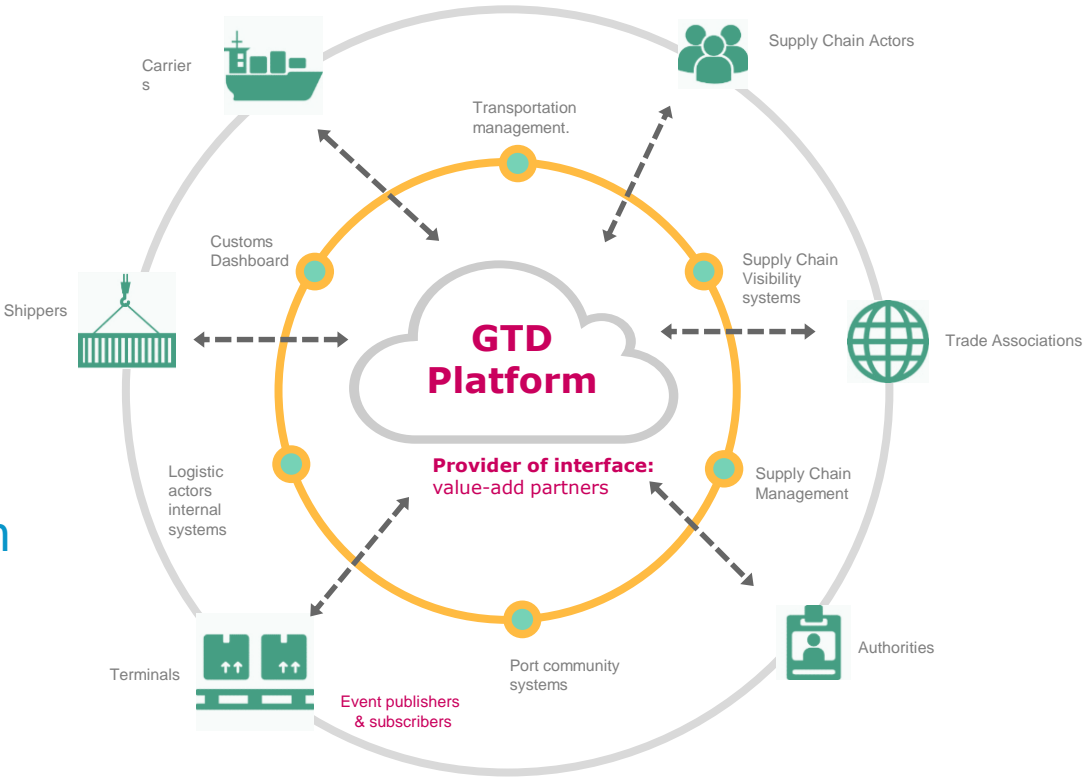 Supply Chain Actors
Carrier
s
Transportation
management.
Customs
Dashboard
Supply Chain
Visibility
systems
Shippers
GTD
Platform
Trade Associations
Provider of interface:
value-add partners
Logistic
actors
internal
systems
Supply Chain
Management
n
Authorities
Terminals
Port community
systems
Event publishers
& subscribers